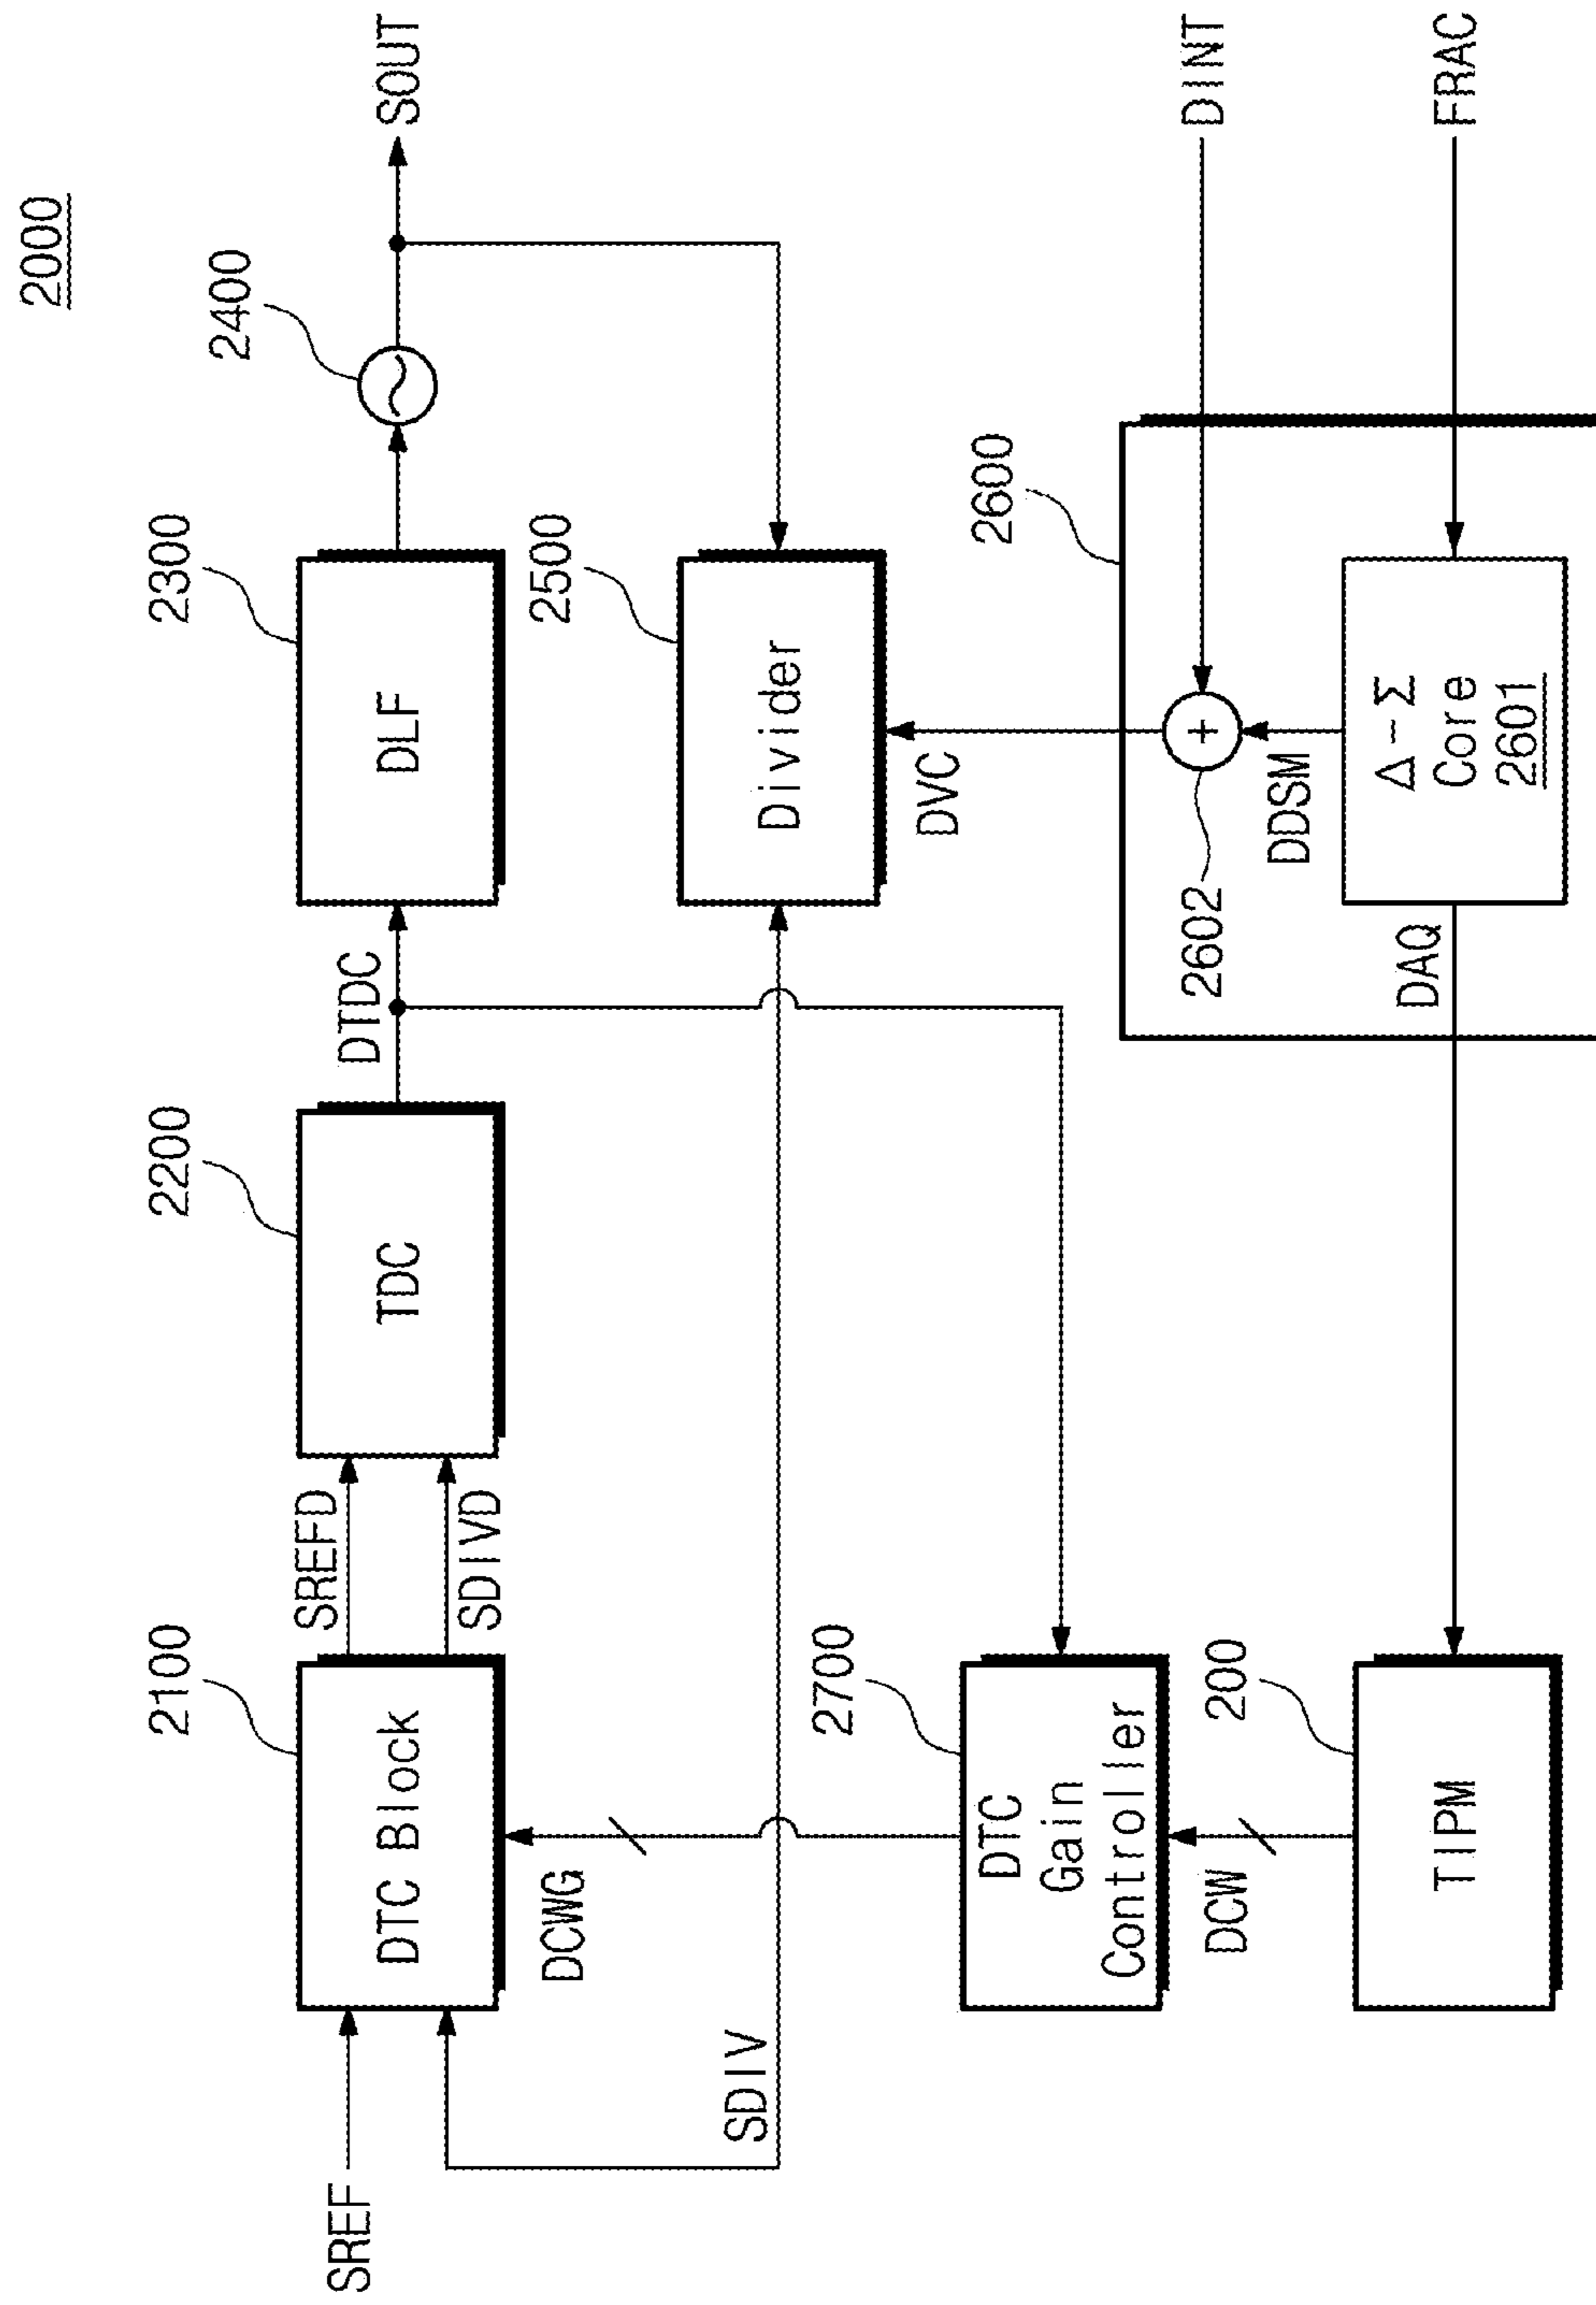 2000
2100
2200
2300
2400
SREF
DTC Block
SREFD
SDIVD
TDC
DTDC
DLF
SOUT
2500
DCWG
SDIV
Divider
2700
DVC
2600
DTC
Gain
Controller
2602
+
DINT
200
DCW
DDSM
TIPM
DAQ
Δ-Σ
Core
2601
FRAC